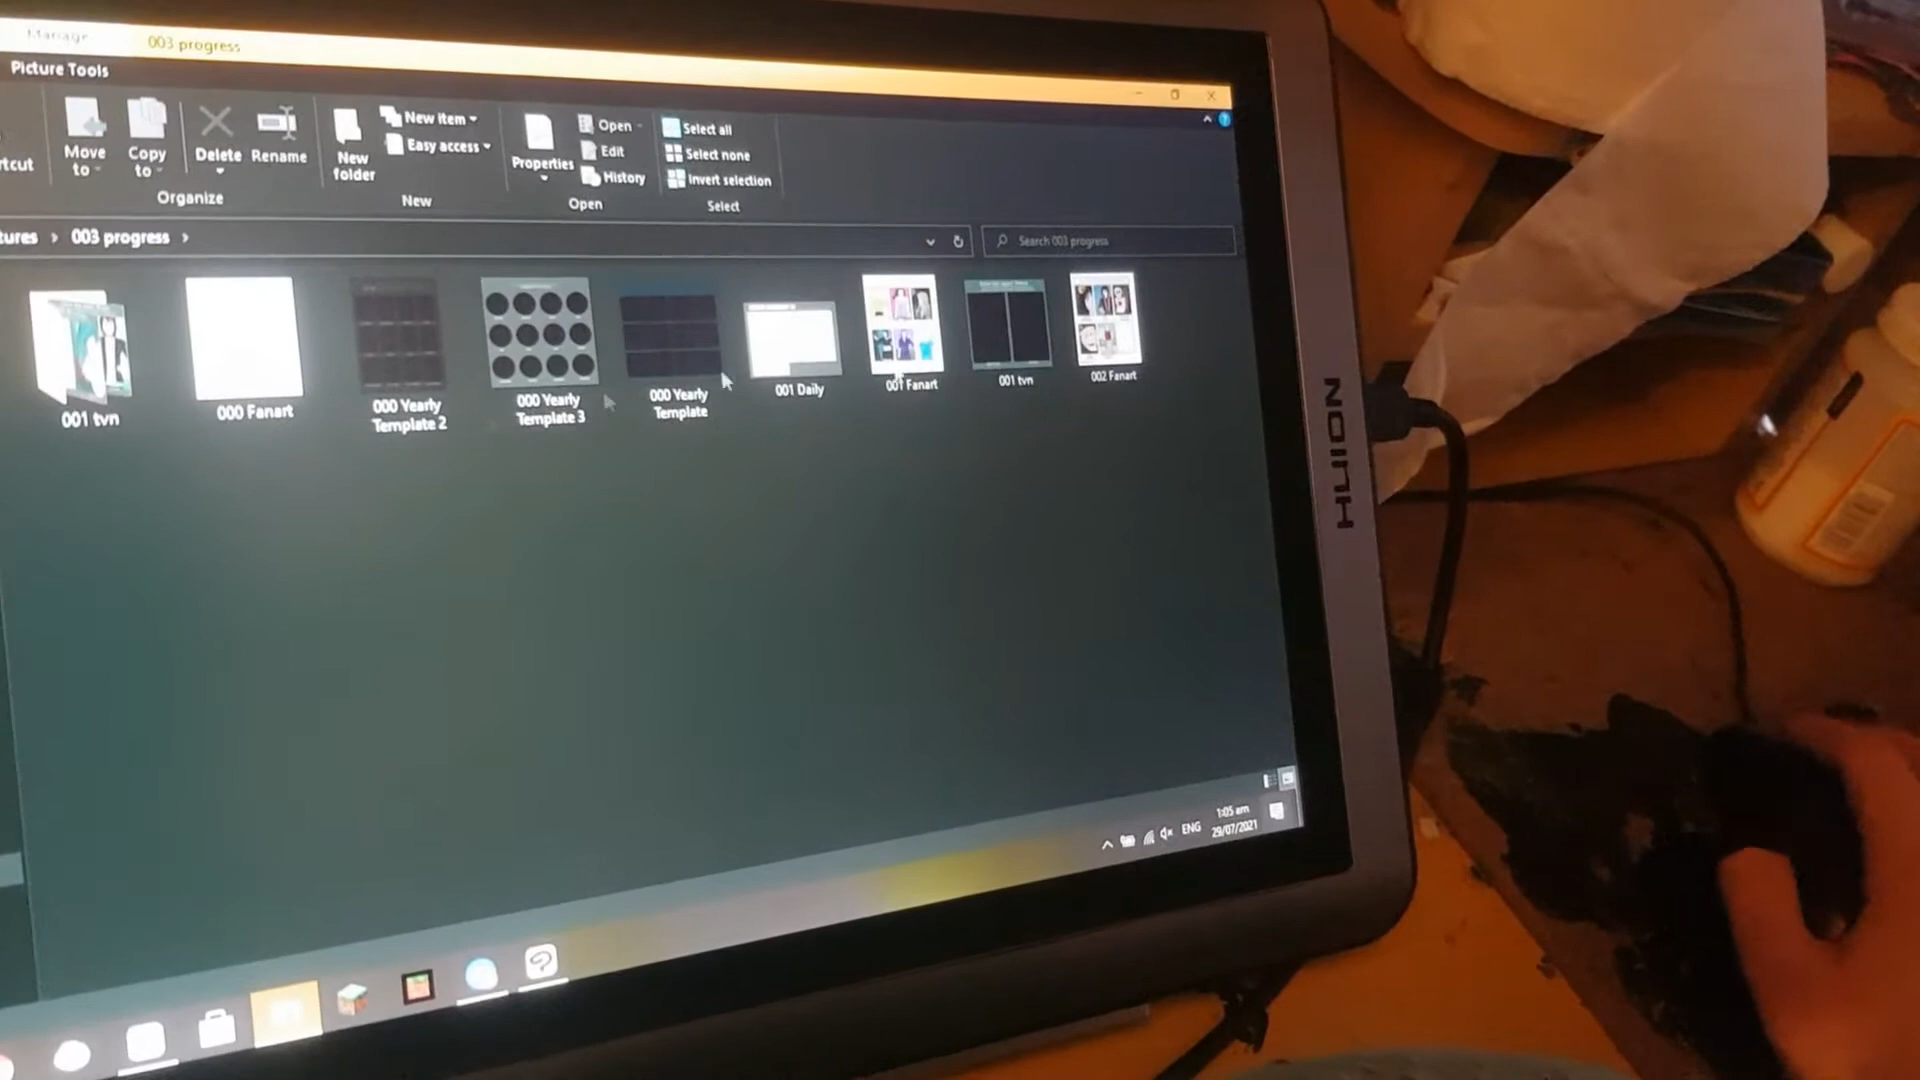 Manage
003 progress
Picture Tools
rtcut
Move to
Copy to
Delete
Rename
New folder
New item
Easy access
Properties
Open
Edit
History
Select all
Select none
Invert selection
Organize
New
Open
Select
tures > 003 progress >
Search 003 progress
001 tvn
000 Fanart
000 Yearly Template 2
000 Yearly Template 3
000 Yearly Template
001 Daily
001 Fanart
001 tvn
002 Fanart
HUION
ENG
1:05 am
29/07/2021